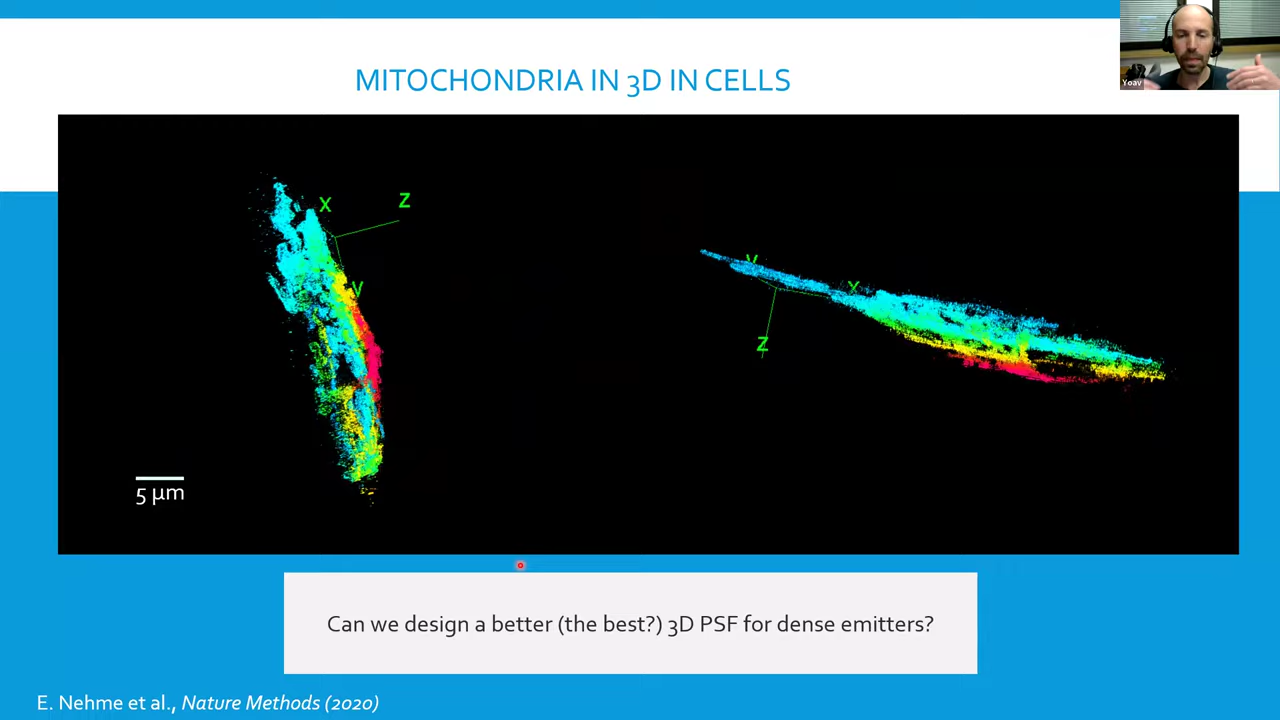 Yoav
MITOCHONDRIA IN 3D IN CELLS
X
Z
y
y
x
Z
5 µm
Can we design a better (the best?) 3D PSF for dense emitters?
E. Nehme et al., Nature Methods (2020)